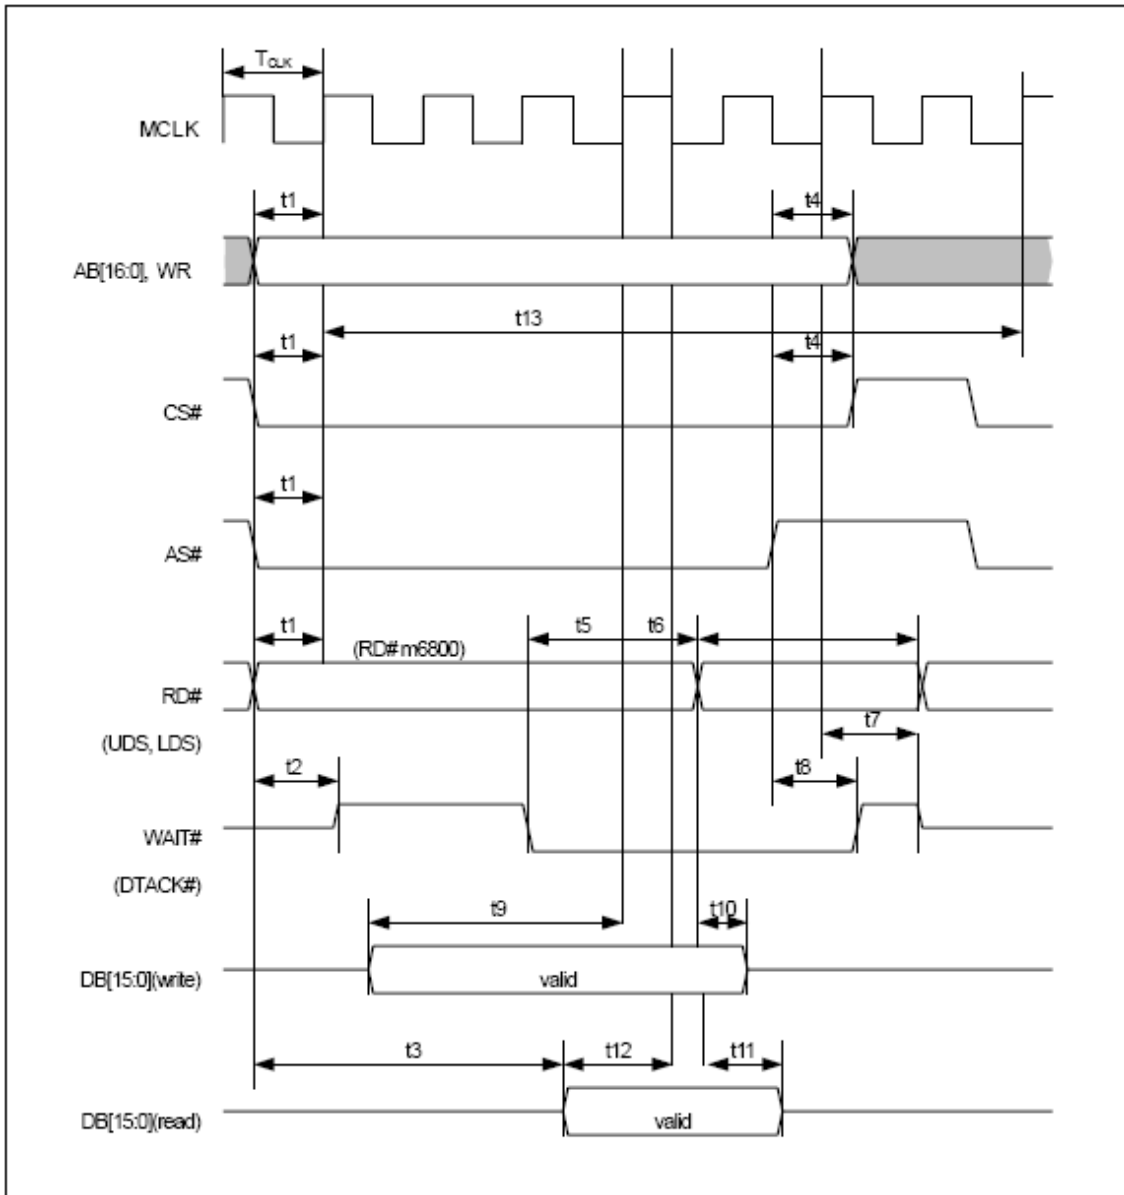 TCLK
MCLK
t1 t4
AB[16:0], WR
t13
t1 t4
CS#
t1
AS#
t1 t5 t6
(RD# m6800)
RD#
t7
(UDS, LDS)
t2 t8
WAIT#
(DTACK#)
t9 t10
DB[15:0](write) valid
t3 t12 t11
DB[15:0](read) valid